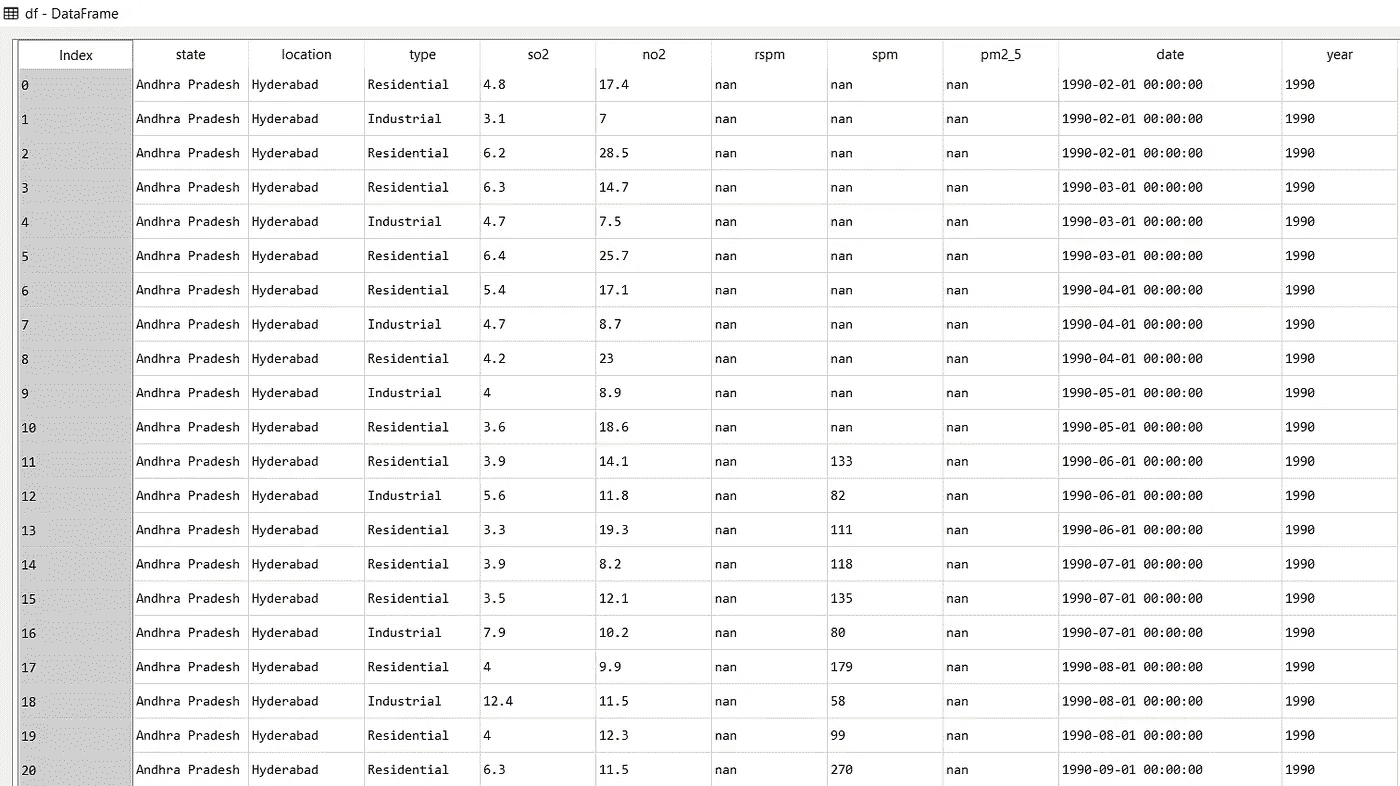 df - DataFrame
Index state location type so2 no2 rspm spm pm2_5 date year
0 Andhra Pradesh Hyderabad Residential 4.8 17.4 nan nan nan 1990-02-01 00:00:00 1990
1 Andhra Pradesh Hyderabad Industrial 3.1 7 nan nan nan 1990-02-01 00:00:00 1990
2 Andhra Pradesh Hyderabad Residential 6.2 28.5 nan nan nan 1990-02-01 00:00:00 1990
3 Andhra Pradesh Hyderabad Residential 6.3 14.7 nan nan nan 1990-03-01 00:00:00 1990
4 Andhra Pradesh Hyderabad Industrial 4.7 7.5 nan nan nan 1990-03-01 00:00:00 1990
5 Andhra Pradesh Hyderabad Residential 6.4 25.7 nan nan nan 1990-03-01 00:00:00 1990
6 Andhra Pradesh Hyderabad Residential 5.4 17.1 nan nan nan 1990-04-01 00:00:00 1990
7 Andhra Pradesh Hyderabad Industrial 4.7 8.7 nan nan nan 1990-04-01 00:00:00 1990
8 Andhra Pradesh Hyderabad Residential 4.2 23 nan nan nan 1990-04-01 00:00:00 1990
9 Andhra Pradesh Hyderabad Industrial 4 8.9 nan nan nan 1990-05-01 00:00:00 1990
10 Andhra Pradesh Hyderabad Residential 3.6 18.6 nan nan nan 1990-05-01 00:00:00 1990
11 Andhra Pradesh Hyderabad Residential 3.9 14.1 nan 133 nan 1990-06-01 00:00:00 1990
12 Andhra Pradesh Hyderabad Industrial 5.6 11.8 nan 82 nan 1990-06-01 00:00:00 1990
13 Andhra Pradesh Hyderabad Residential 3.3 19.3 nan 111 nan 1990-06-01 00:00:00 1990
14 Andhra Pradesh Hyderabad Residential 3.9 8.2 nan 118 nan 1990-07-01 00:00:00 1990
15 Andhra Pradesh Hyderabad Residential 3.5 12.1 nan 135 nan 1990-07-01 00:00:00 1990
16 Andhra Pradesh Hyderabad Industrial 7.9 10.2 nan 80 nan 1990-07-01 00:00:00 1990
17 Andhra Pradesh Hyderabad Residential 4 9.9 nan 179 nan 1990-08-01 00:00:00 1990
18 Andhra Pradesh Hyderabad Industrial 12.4 11.5 nan 58 nan 1990-08-01 00:00:00 1990
19 Andhra Pradesh Hyderabad Residential 4 12.3 nan 99 nan 1990-08-01 00:00:00 1990
20 Andhra Pradesh Hyderabad Residential 6.3 11.5 nan 270 nan 1990-09-01 00:00:00 1990